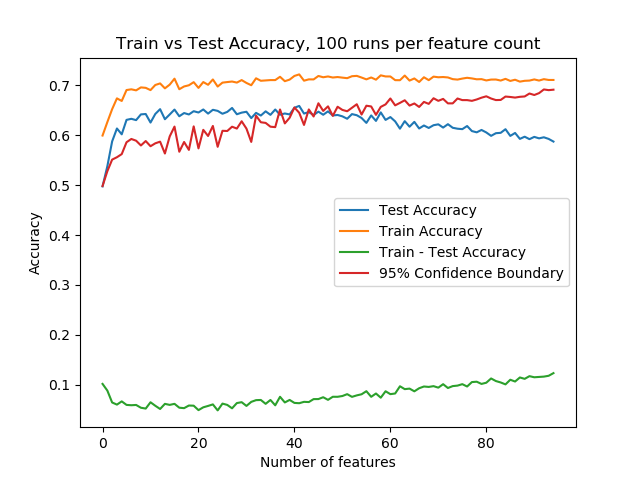 Train vs Test Accuracy, 100 runs per feature count
Accuracy
0.7
0.6
0.5
0.4
0.3
0.2
0.1
Test Accuracy
Train Accuracy
Train - Test Accuracy
95% Confidence Boundary
0 20 40 60 80
Number of features